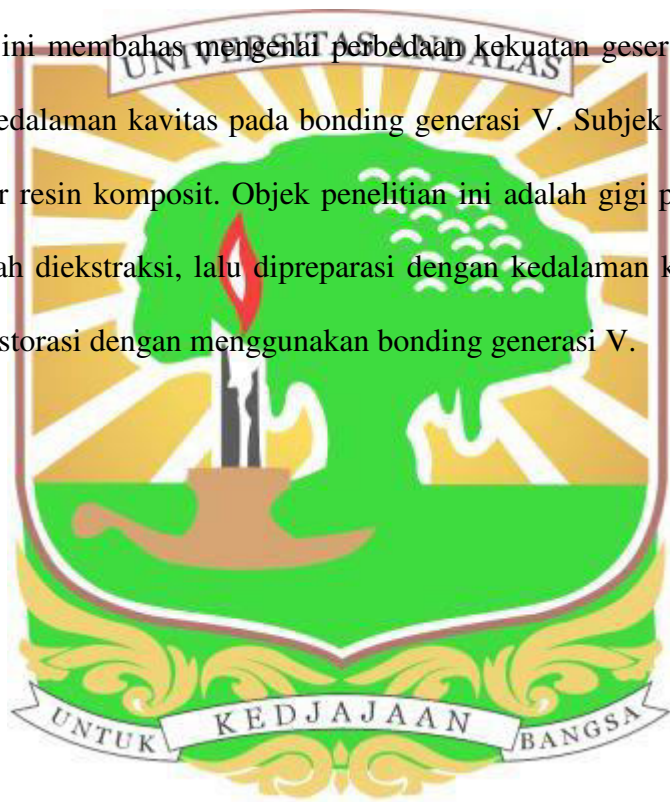 UNIVERSITAS ANDALAS
ini membahas mengenai perbedaan kekuatan geser
edalaman kavitas pada bonding generasi V. Subjek
r resin komposit. Objek penelitian ini adalah gigi p
ah diekstraksi, lalu dipreparasi dengan kedalaman k
storasi dengan menggunakan bonding generasi V.
UNTUK KEDJAJAAN BANGSA